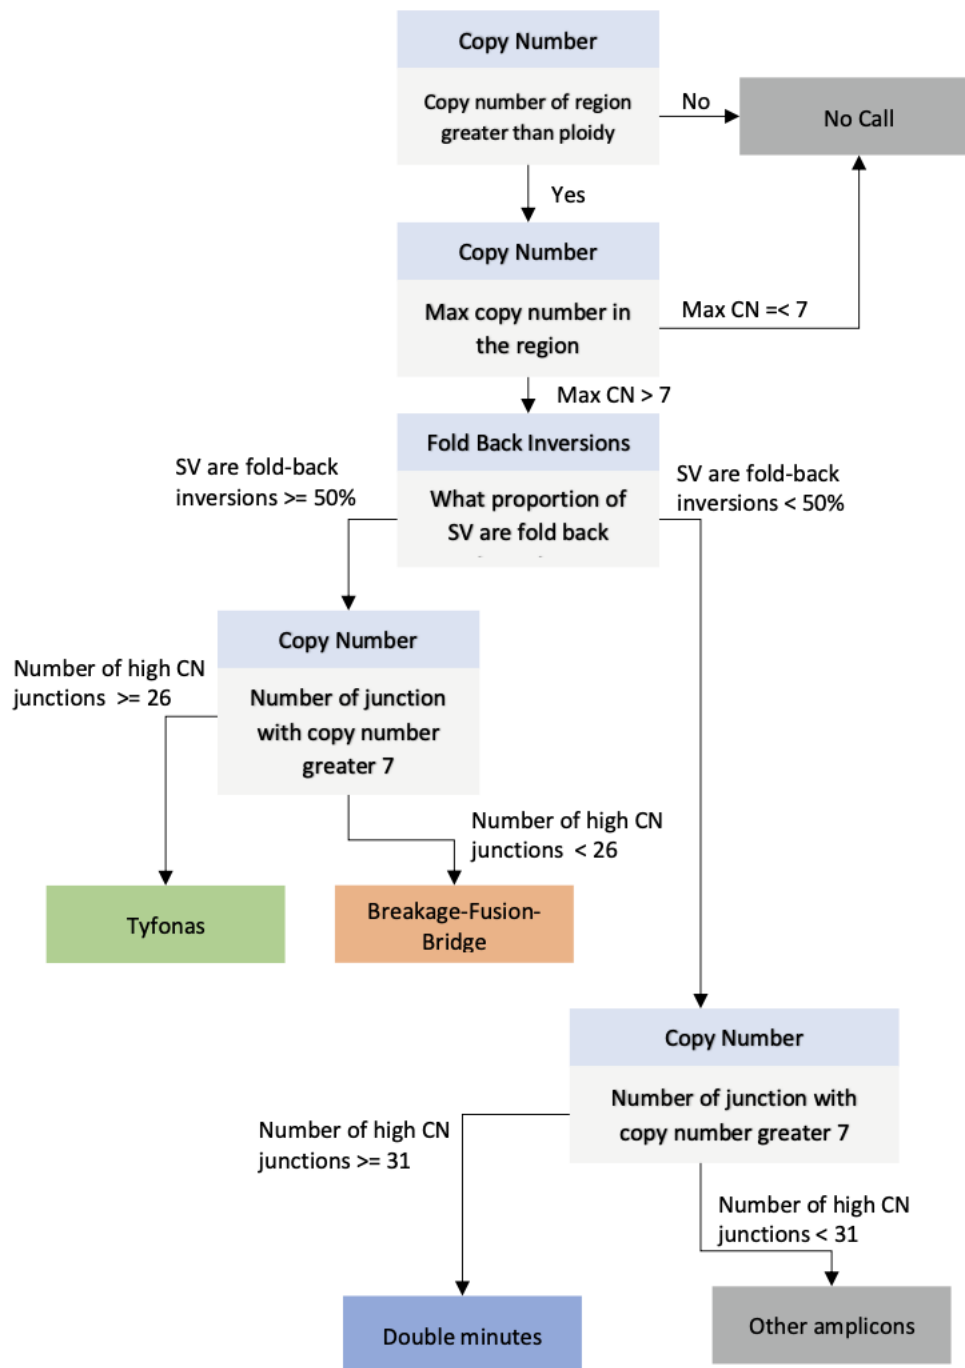 Copy Number
Copy number of region
greater than ploidy
No
No Call
Yes
Copy Number
Max copy number in
the region
Max CN =< 7
Max CN > 7
Fold Back Inversions
What proportion of
SV are fold back
SV are fold-back
inversions >= 50%
SV are fold-back
inversions < 50%
Copy Number
Number of junction
with copy number
greater 7
Number of high CN
junctions >= 26
Number of high CN
junctions < 26
Tyfonas
Breakage-Fusion-
Bridge
Copy Number
Number of junction with
copy number greater 7
Number of high CN
junctions >= 31
Number of high CN
junctions < 31
Double minutes
Other amplicons